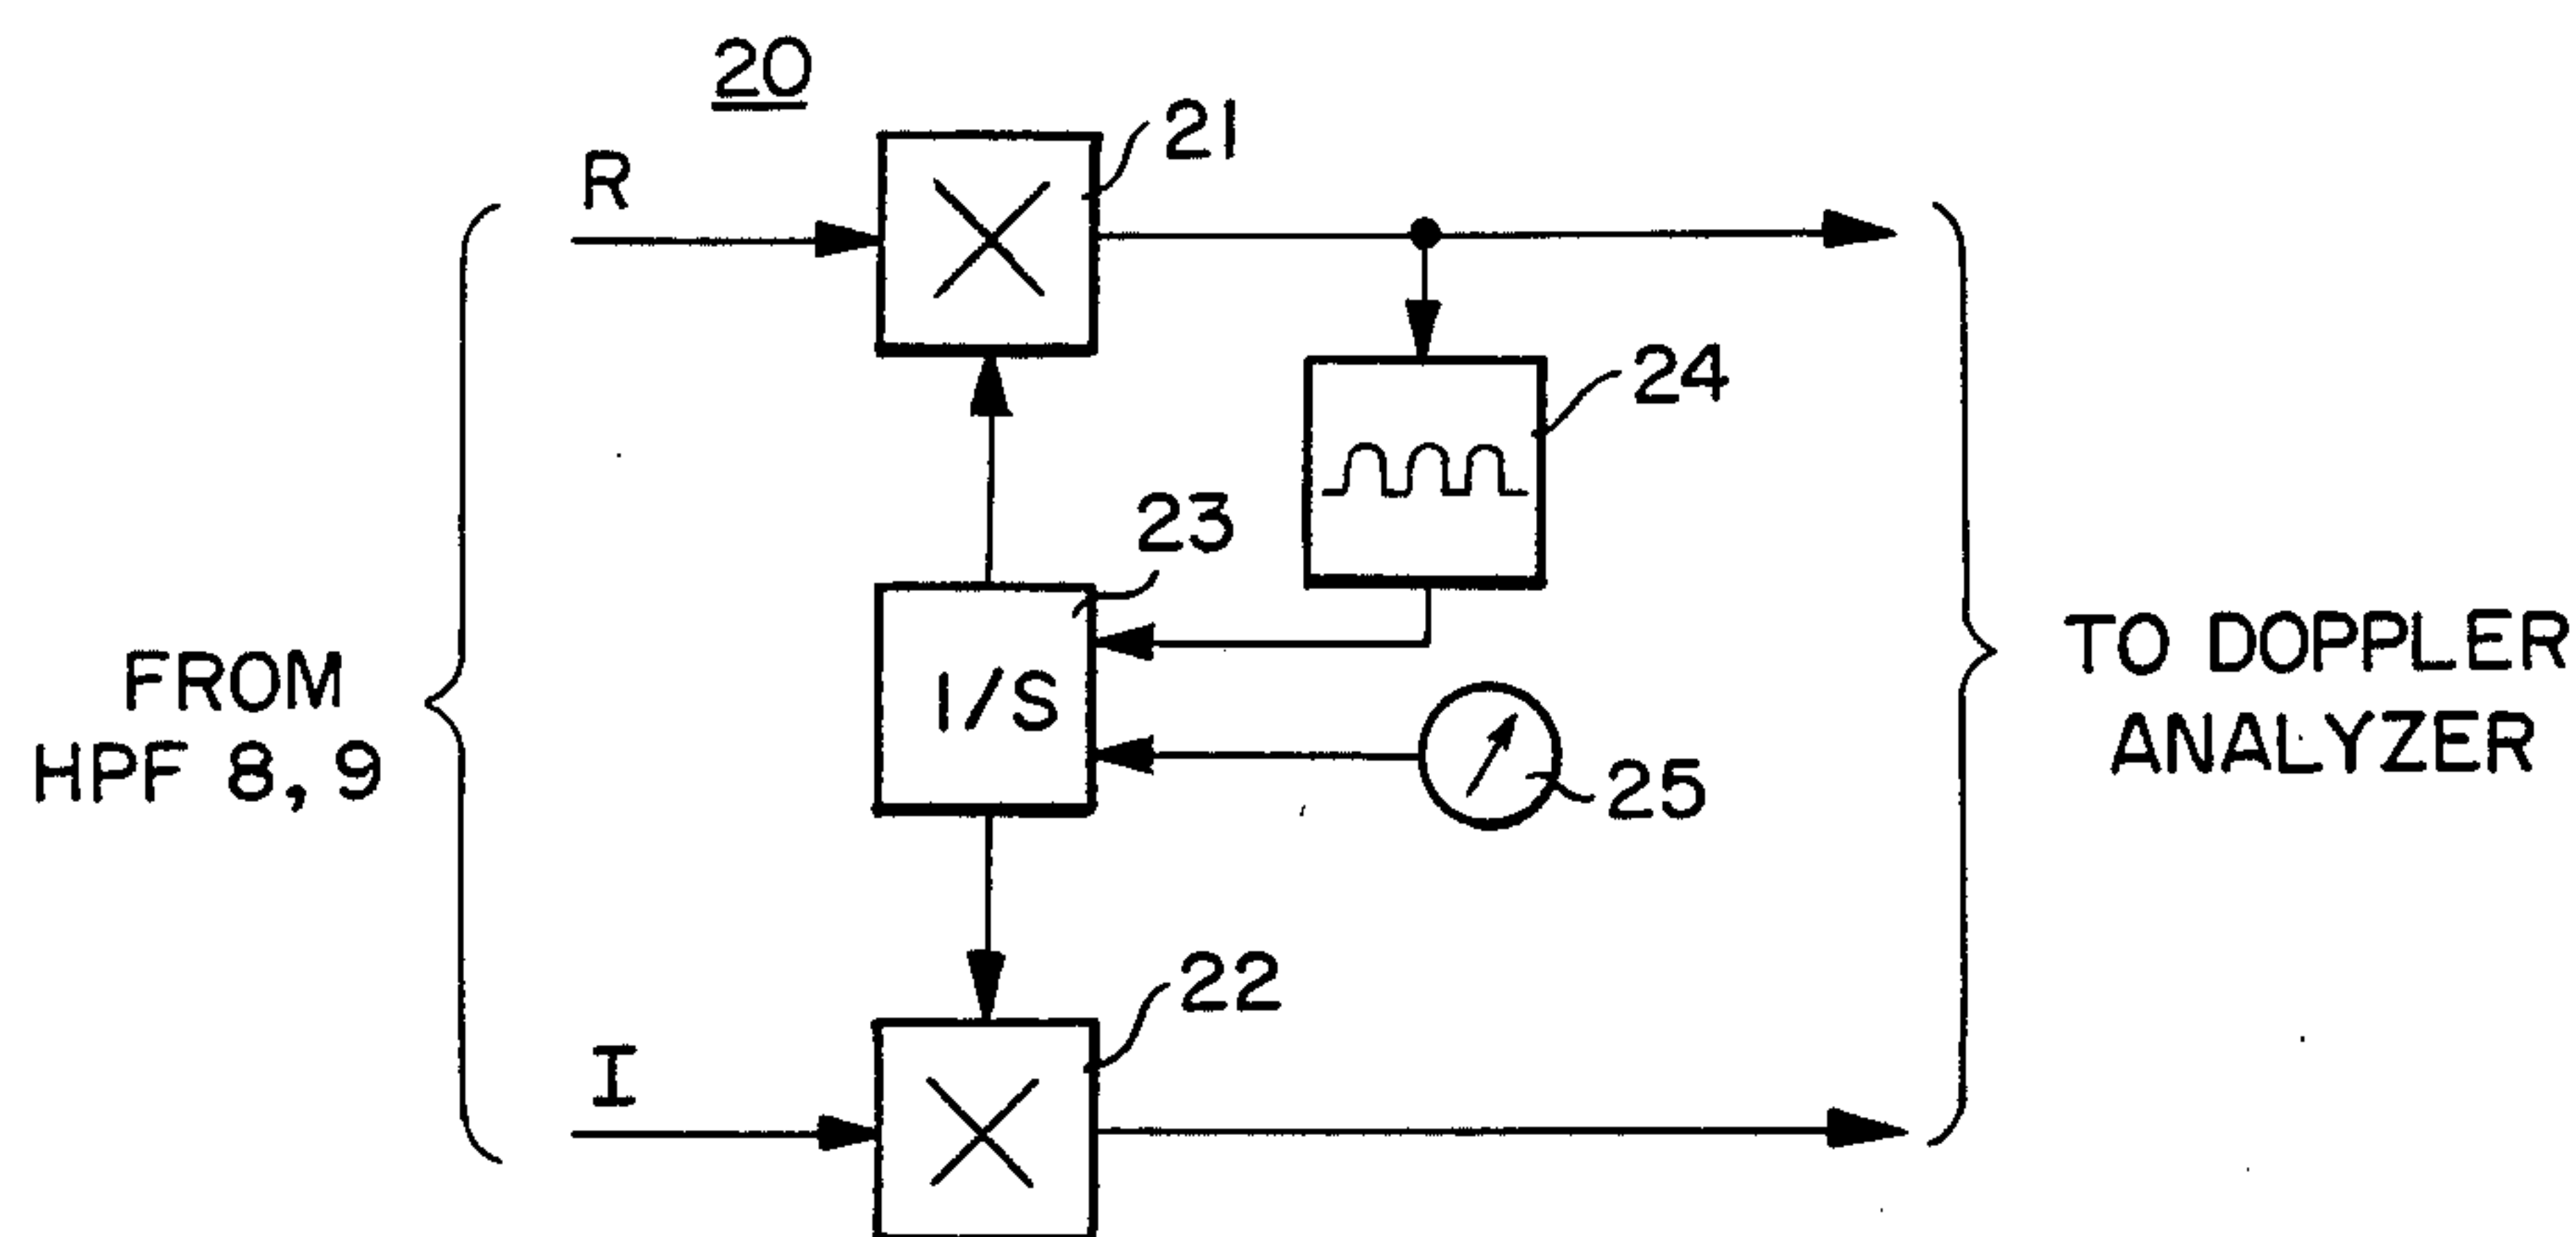 20
R
21
24
23
FROM
HPF 8, 9
I/S
TO DOPPLER
ANALYZER
25
22
I